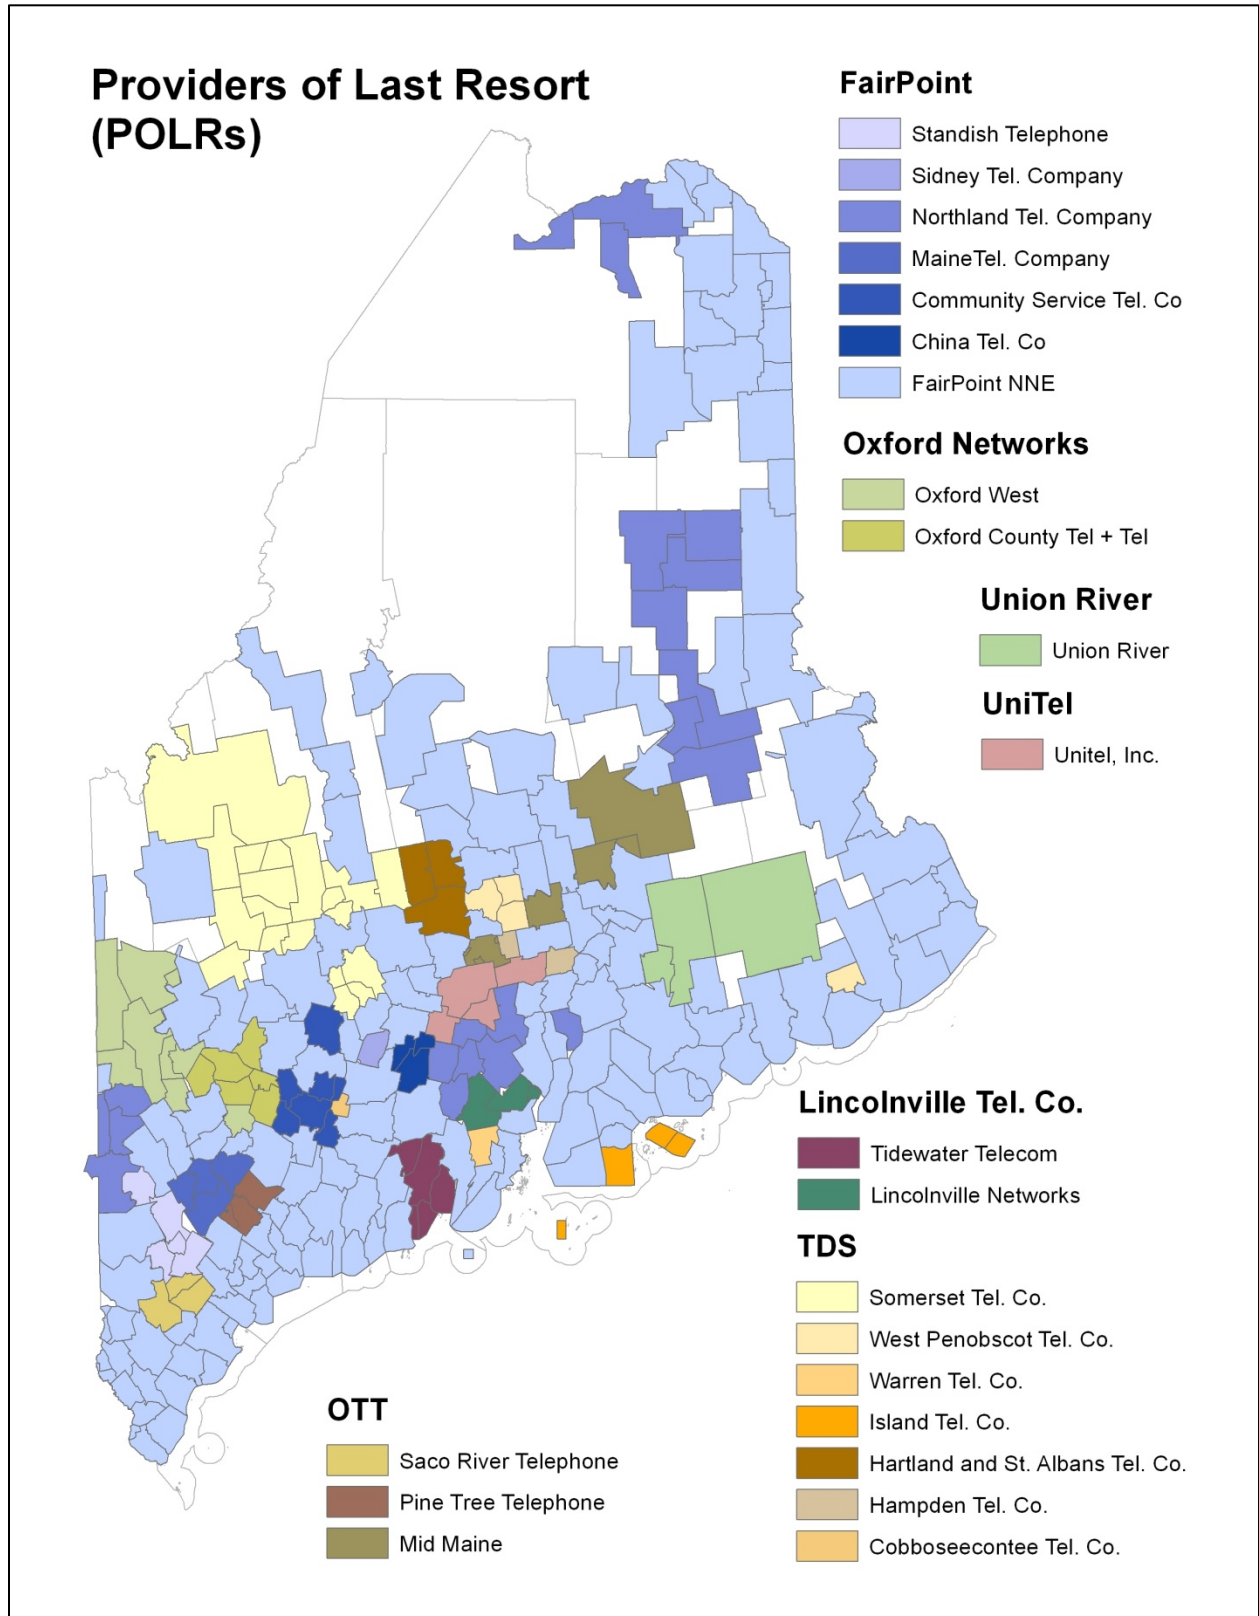 Providers of Last Resort
(POLRs)
FairPoint
Standish Telephone
Sidney Tel. Company
Northland Tel. Company
MaineTel. Company
Community Service Tel. Co
China Tel. Co
FairPoint NNE
Oxford Networks
Oxford West
Oxford County Tel + Tel
Union River
Union River
UniTel
Unitel, Inc.
Lincolnville Tel. Co.
Tidewater Telecom
Lincolnville Networks
TDS
Somerset Tel. Co.
West Penobscot Tel. Co.
Warren Tel. Co.
Island Tel. Co.
Hartland and St. Albans Tel. Co.
Hampden Tel. Co.
Cobboseecontee Tel. Co.
OTT
Saco River Telephone
Pine Tree Telephone
Mid Maine